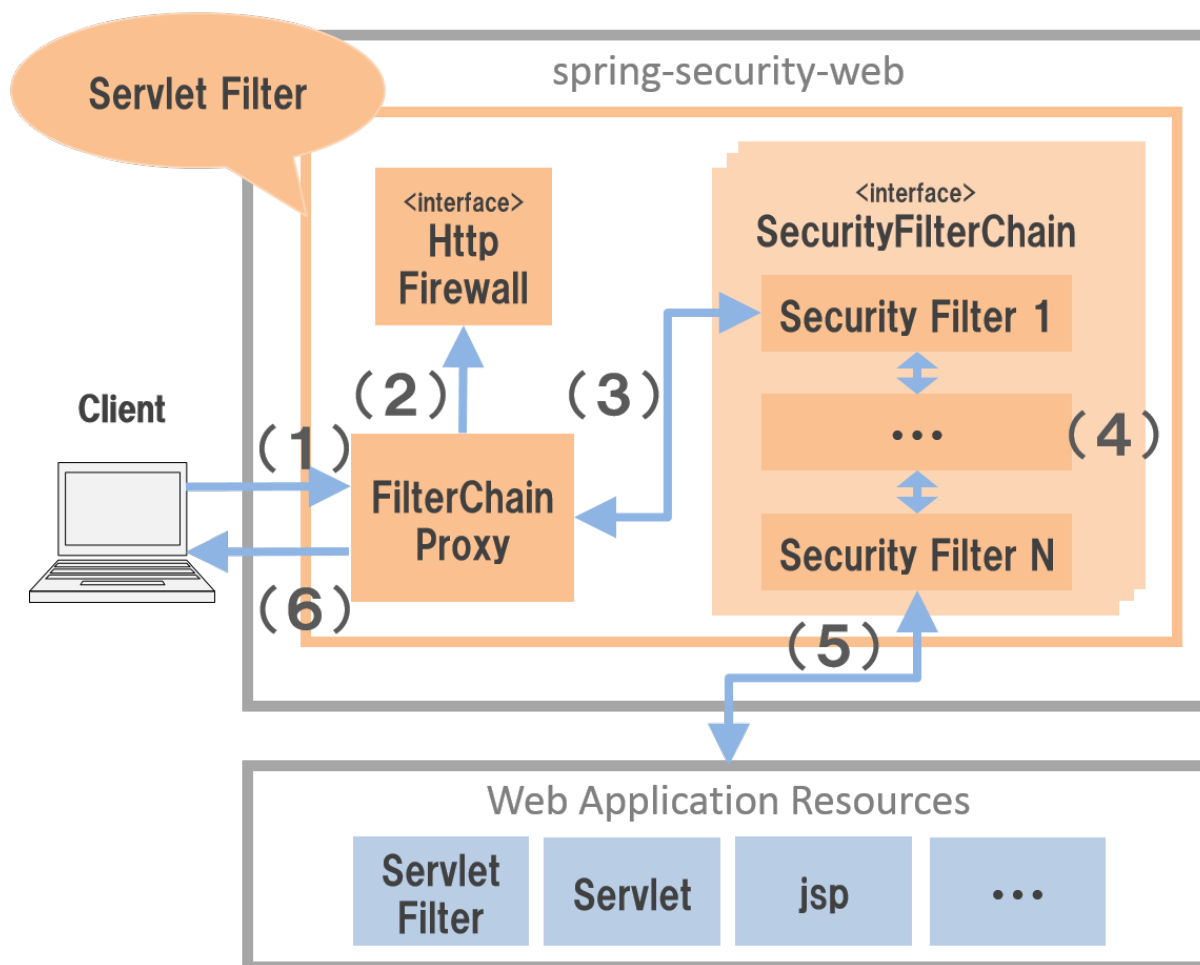 spring-security-web
Servlet Filter
<interface>
Http
Firewall
<interface>
SecurityFilterChain
Security Filter 1
(2)
(3)
Client
…
(4)
(1)
FilterChain
Proxy
Security Filter N
(6)
(5)
Web Application Resources
Servlet
Filter
Servlet
jsp
…